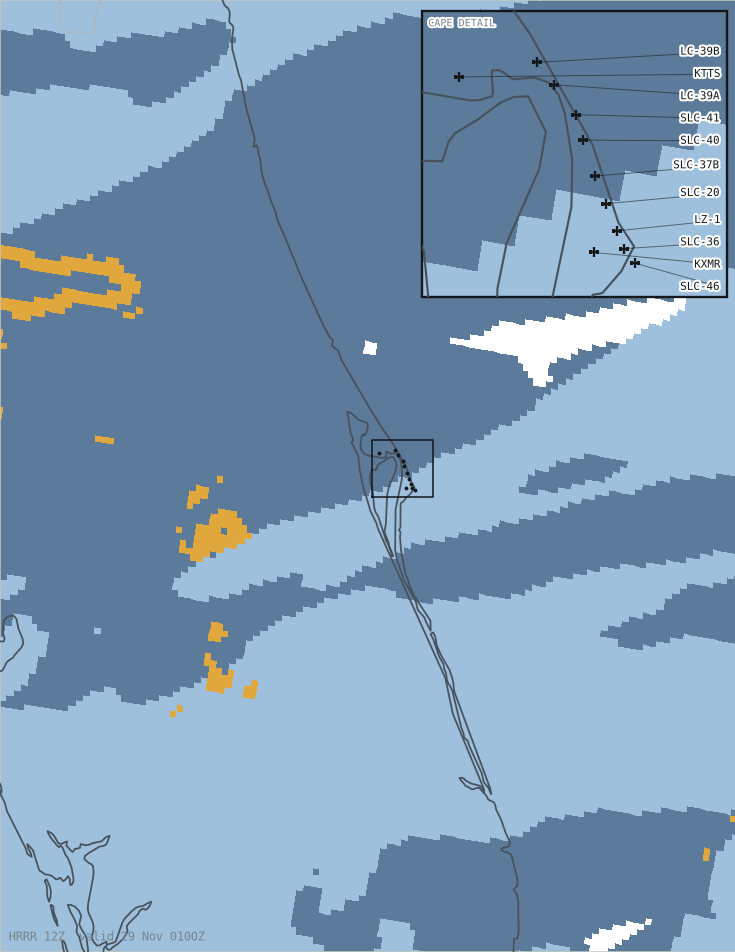 CAPE DETAIL
LC-39B
KTTS
LC-39A
SLC-41
SLC-40
SLC-37B
SLC-20
LZ-1
SLC-36
KXMR
SLC-46
HRRR 12Z  valid 29 Nov 0100Z